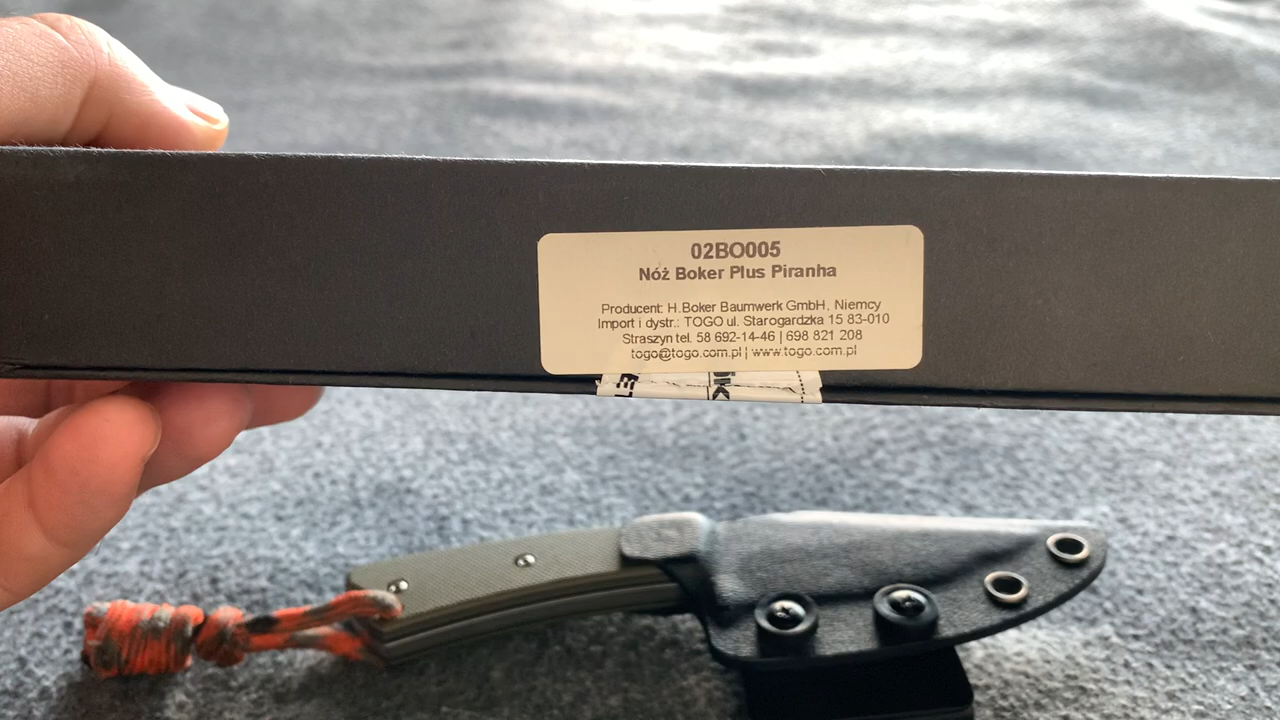 02BO005
Nóż Boker Plus Piranha
Producent: H.Boker Baumwerk GmbH, Niemcy
Import i dystr.: TOGO ul. Starogardzka 15 83-010
Straszyn tel. 58 692-14-46 | 698 821 208
togo@togo.com.pl | www.togo.com.pl